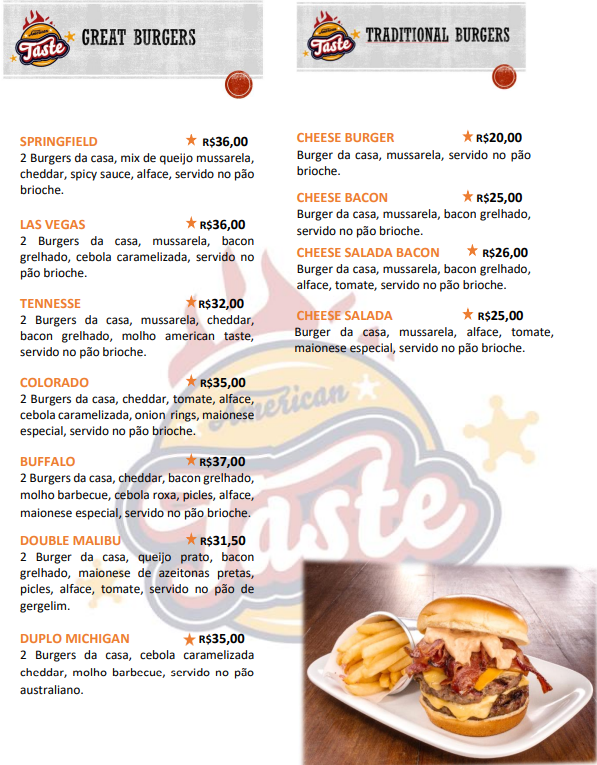 American
Taste
GREAT BURGERS
SPRINGFIELD R$36,00
2 Burgers da casa, mix de queijo mussarela,
cheddar, spicy sauce, alface, servido no pão
brioche.
LAS VEGAS R$36,00
2 Burgers da casa, mussarela, bacon
grelhado, cebola caramelizada, servido no
pão brioche.
TENNESSE R$32,00
2 Burgers da casa, mussarela, cheddar,
bacon grelhado, molho american taste,
servido no pão brioche.
COLORADO R$35,00
2 Burgers da casa, cheddar, tomate, alface,
cebola caramelizada, onion rings, maionese
especial, servido no pão brioche.
BUFFALO R$37,00
2 Burgers da casa, cheddar, bacon grelhado,
molho barbecue, cebola roxa, picles, alface,
maionese especial, servido no pão brioche.
DOUBLE MALIBU R$31,50
2 Burger da casa, queijo prato, bacon
grelhado, maionese de azeitonas pretas,
picles, alface, tomate, servido no pão de
gergelim.
DUPLO MICHIGAN R$35,00
2 Burgers da casa, cebola caramelizada
cheddar, molho barbecue, servido no pão
australiano.
American
Taste
TRADITIONAL BURGERS
CHEESE BURGER R$20,00
Burger da casa, mussarela, servido no pão
brioche.
CHEESE BACON R$25,00
Burger da casa, mussarela, bacon grelhado,
servido no pão brioche.
CHEESE SALADA BACON R$26,00
Burger da casa, mussarela, bacon grelhado,
alface, tomate, servido no pão brioche.
CHEESE SALADA R$25,00
Burger da casa, mussarela, alface, tomate,
maionese especial, servido no pão brioche.
American
Taste